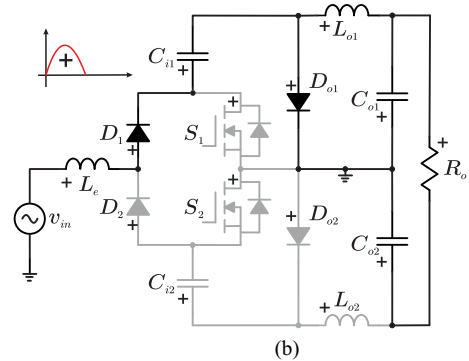 + L_{o1}
+
C_{i1}
+
+
D_{o1}
C_{o1}
+
D_1
+
S_1
+
+
R_o
+ L_e
D_2
+
S_2
+
+
D_{o2}
C_{o2}
+
v_{in}
C_{i2}
+
+ L_{o2}
(b)